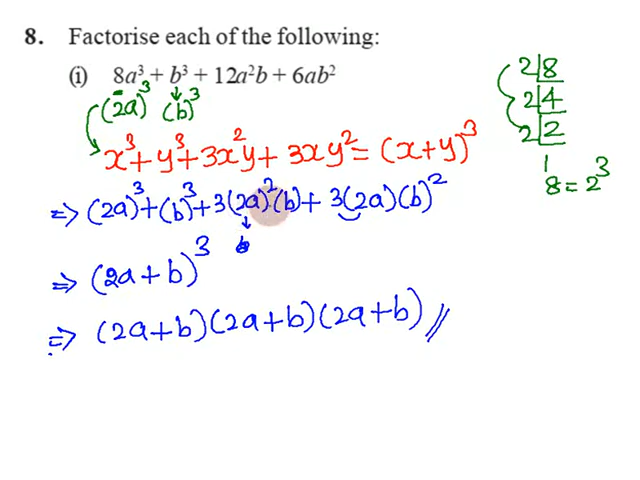 8. Factorise each of the following:
(i) 8a³ + b³ + 12a²b + 6ab²
(2a)³ (b)³
x³+y³+3x²y+ 3xy²= (x+y)³
=> (2a)³+(b)³+3(2a)²(b)+ 3(2a)(b)²
=> (2a+b)³
=> (2a+b)(2a+b)(2a+b)//
2|8
2|4
2|2
1
8=2³